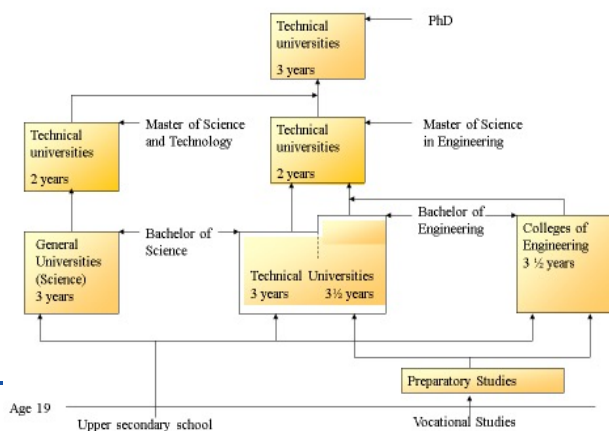 Technical
universities
3 years
PhD
Technical
universities
2 years
Master of Science
and Technology
Technical
universities
2 years
Master of Science
in Engineering
General
Universities
(Science)
3 years
Bachelor of
Science
Technical Universities
3 years 3½ years
Bachelor of
Engineering
Colleges of
Engineering
3 ½ years
Preparatory Studies
Age 19
Upper secondary school
Vocational Studies